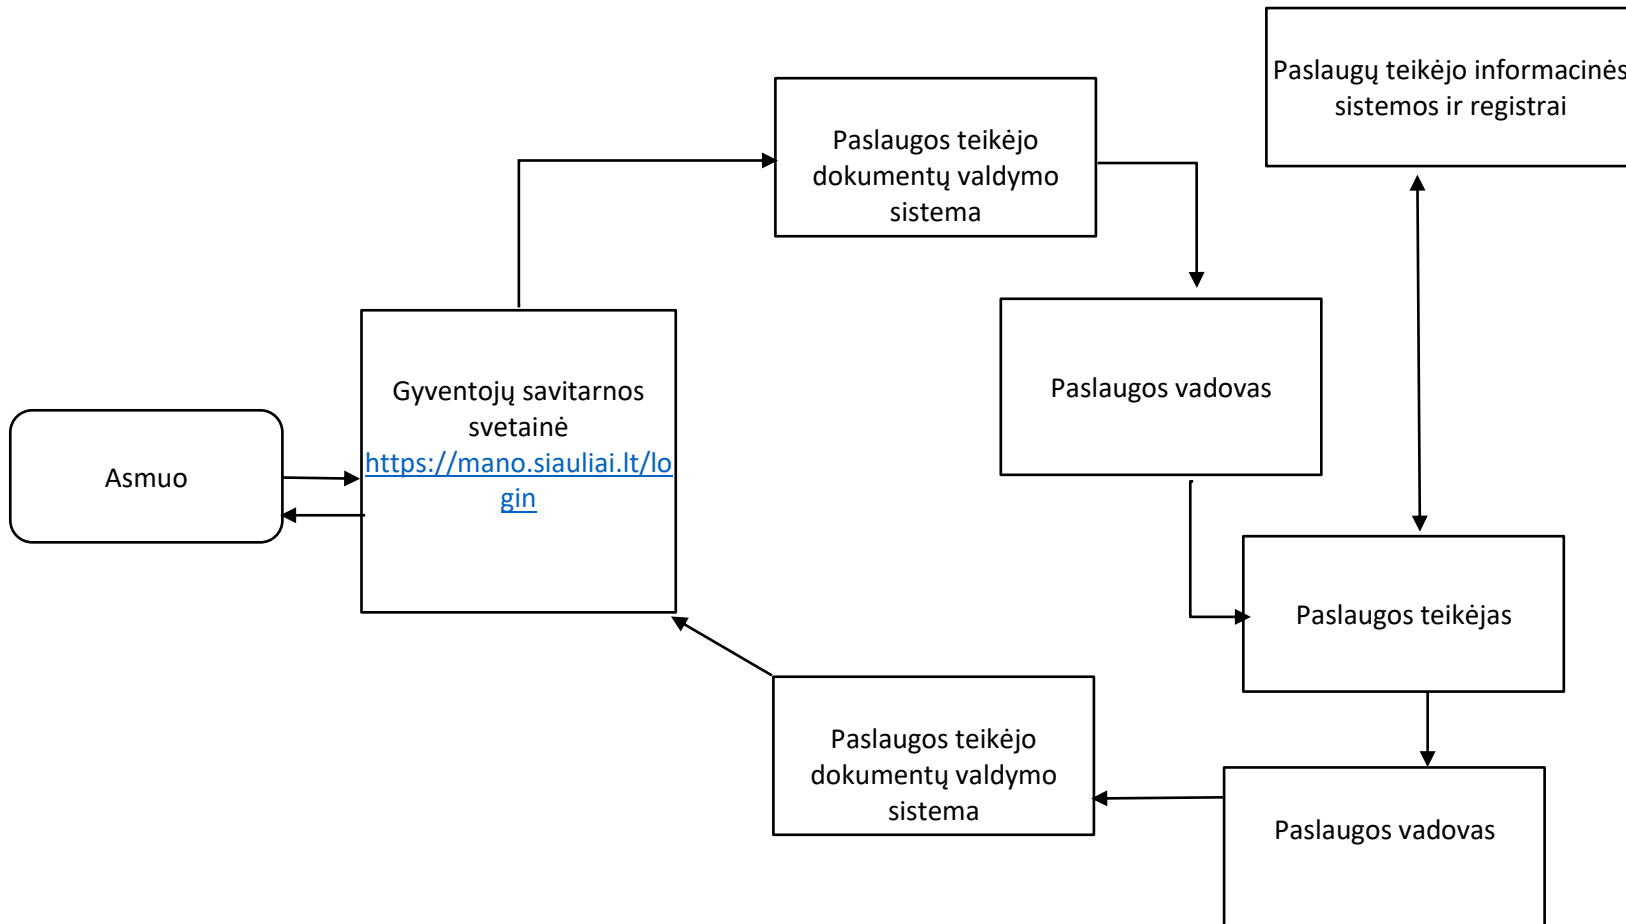 Paslaugų teikėjo informacinės
sistemos ir registrai
Paslaugos teikėjo
dokumentų valdymo
sistema
Paslaugos vadovas
Gyventojų savitarnos
svetainė
https://mano.siauliai.lt/lo
gin
Asmuo
Paslaugos teikėjas
Paslaugos teikėjo
dokumentų valdymo
sistema
Paslaugos vadovas